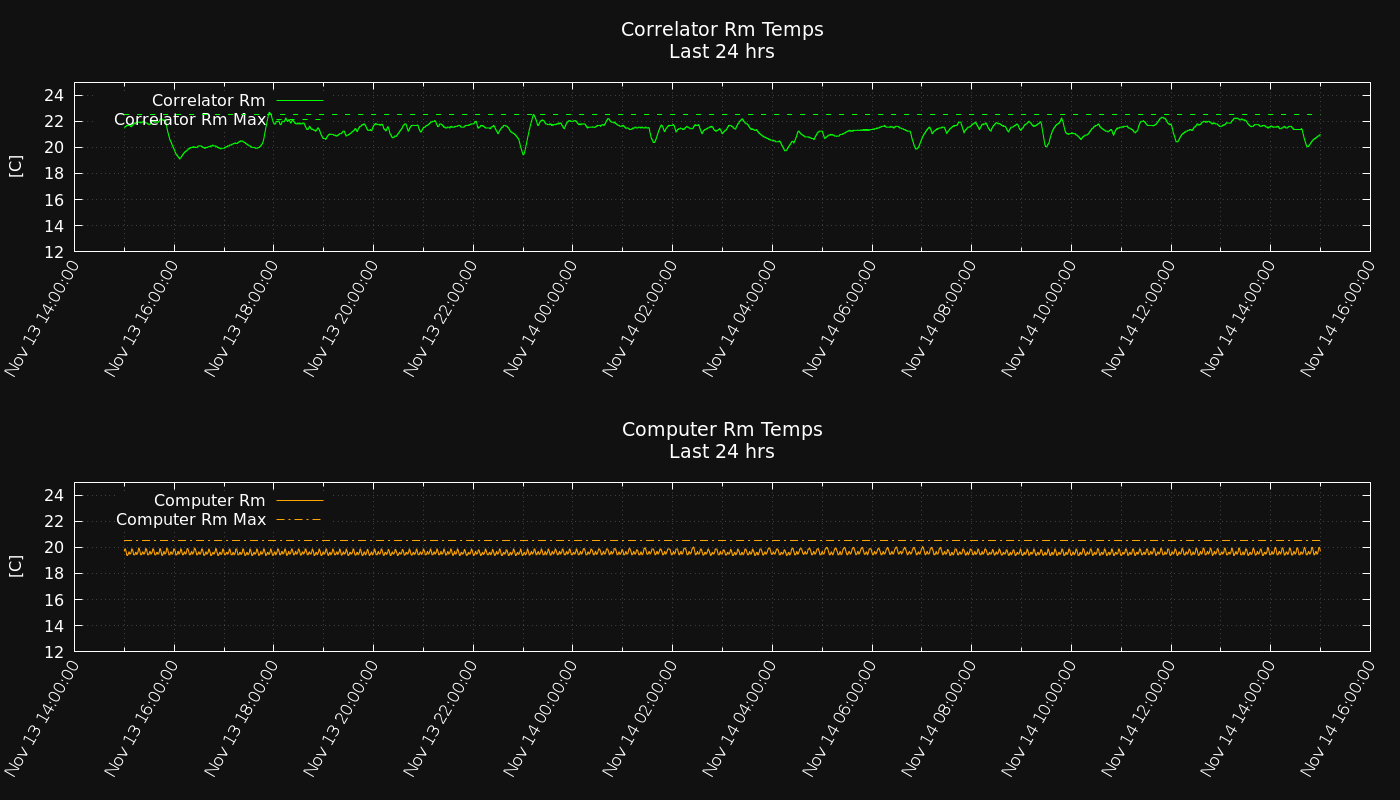 Correlator Rm Temps
Last 24 hrs
Correlator Rm
Correlator Rm Max
[C]
24
22
20
18
16
14
12
Nov 13 14:00:00
Nov 13 16:00:00
Nov 13 18:00:00
Nov 13 20:00:00
Nov 13 22:00:00
Nov 14 00:00:00
Nov 14 02:00:00
Nov 14 04:00:00
Nov 14 06:00:00
Nov 14 08:00:00
Nov 14 10:00:00
Nov 14 12:00:00
Nov 14 14:00:00
Nov 14 16:00:00
Computer Rm Temps
Last 24 hrs
Computer Rm
Computer Rm Max
[C]
24
22
20
18
16
14
12
Nov 13 14:00:00
Nov 13 16:00:00
Nov 13 18:00:00
Nov 13 20:00:00
Nov 13 22:00:00
Nov 14 00:00:00
Nov 14 02:00:00
Nov 14 04:00:00
Nov 14 06:00:00
Nov 14 08:00:00
Nov 14 10:00:00
Nov 14 12:00:00
Nov 14 14:00:00
Nov 14 16:00:00